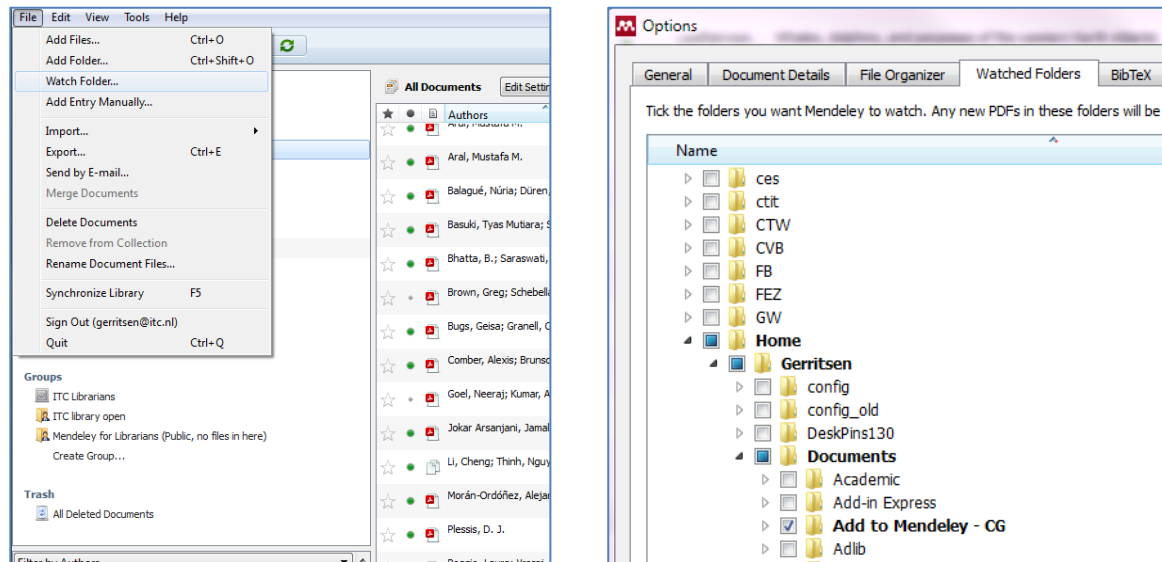 File Edit View Tools Help
Add Files... Ctrl+O
Add Folder... Ctrl+Shift+O
Watch Folder...
Add Entry Manually...
Import...
Export... Ctrl+E
Send by E-mail...
Merge Documents
Delete Documents
Remove from Collection
Rename Document Files...
Synchronize Library F5
Sign Out (gerritsen@itc.nl)
Quit Ctrl+Q
Groups
ITC Librarians
ITC library open
Mendeley for Librarians (Public, no files in here)
Create Group...
Trash
All Deleted Documents
Filter by Authors
All Documents Edit Settin
Authors
Aral, Mustafa M.
Aral, Mustafa M.
Balagué, Núria; Düren,
Basuki, Tyas Mutiara; S
Bhatta, B.; Saraswati,
Brown, Greg; Schebella
Bugs, Geisa; Granell, C
Comber, Alexis; Brunsd
Goel, Neeraj; Kumar, A
Jokar Arsanjani, Jamal
Li, Cheng; Thinh, Nguy
Morán-Ordóñez, Alejan
Plessis, D. J.
Options
General Document Details File Organizer Watched Folders BibTeX
Tick the folders you want Mendeley to watch. Any new PDFs in these folders will be
Name
ces
ctit
CTW
CVB
FB
FEZ
GW
Home
Gerritsen
config
config_old
DeskPins130
Documents
Academic
Add-in Express
Add to Mendeley - CG
Adlib